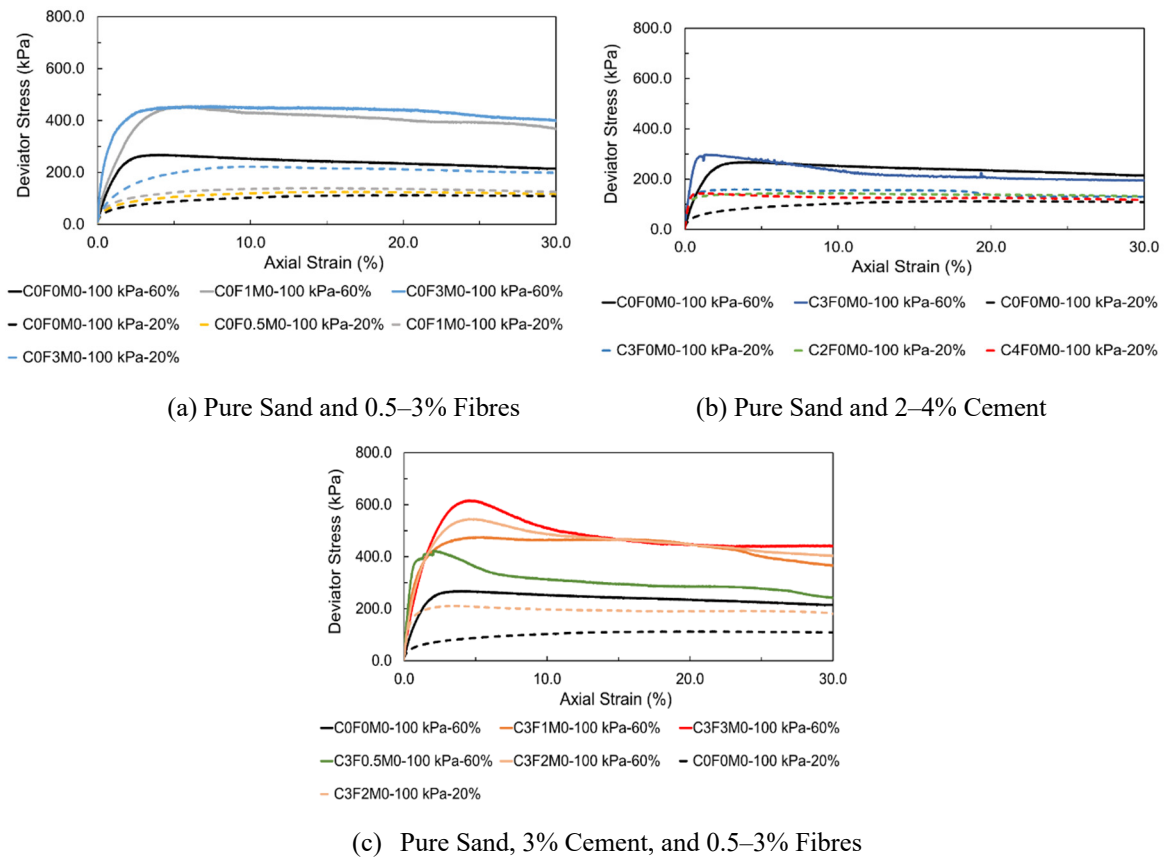 800.0
600.0
400.0
200.0
0.0
Deviator Stress (kPa)
0.0 10.0 20.0 30.0
Axial Strain (%)
C0F0M0-100 kPa-60% C0F1M0-100 kPa-60% C0F3M0-100 kPa-60%
C0F0M0-100 kPa-20% C0F0.5M0-100 kPa-20% C0F1M0-100 kPa-20%
C0F3M0-100 kPa-20%
(a) Pure Sand and 0.5–3% Fibres
800.0
600.0
400.0
200.0
0.0
Deviator Stress (kPa)
0.0 10.0 20.0 30.0
Axial Strain (%)
C0F0M0-100 kPa-60% C3F0M0-100 kPa-60% C0F0M0-100 kPa-20%
C3F0M0-100 kPa-20% C2F0M0-100 kPa-20% C4F0M0-100 kPa-20%
(b) Pure Sand and 2–4% Cement
800.0
600.0
400.0
200.0
0.0
Deviator Stress (kPa)
0.0 10.0 20.0 30.0
Axial Strain (%)
C0F0M0-100 kPa-60% C3F1M0-100 kPa-60% C3F3M0-100 kPa-60%
C3F0.5M0-100 kPa-60% C3F2M0-100 kPa-60% C0F0M0-100 kPa-20%
C3F2M0-100 kPa-20%
(c) Pure Sand, 3% Cement, and 0.5–3% Fibres